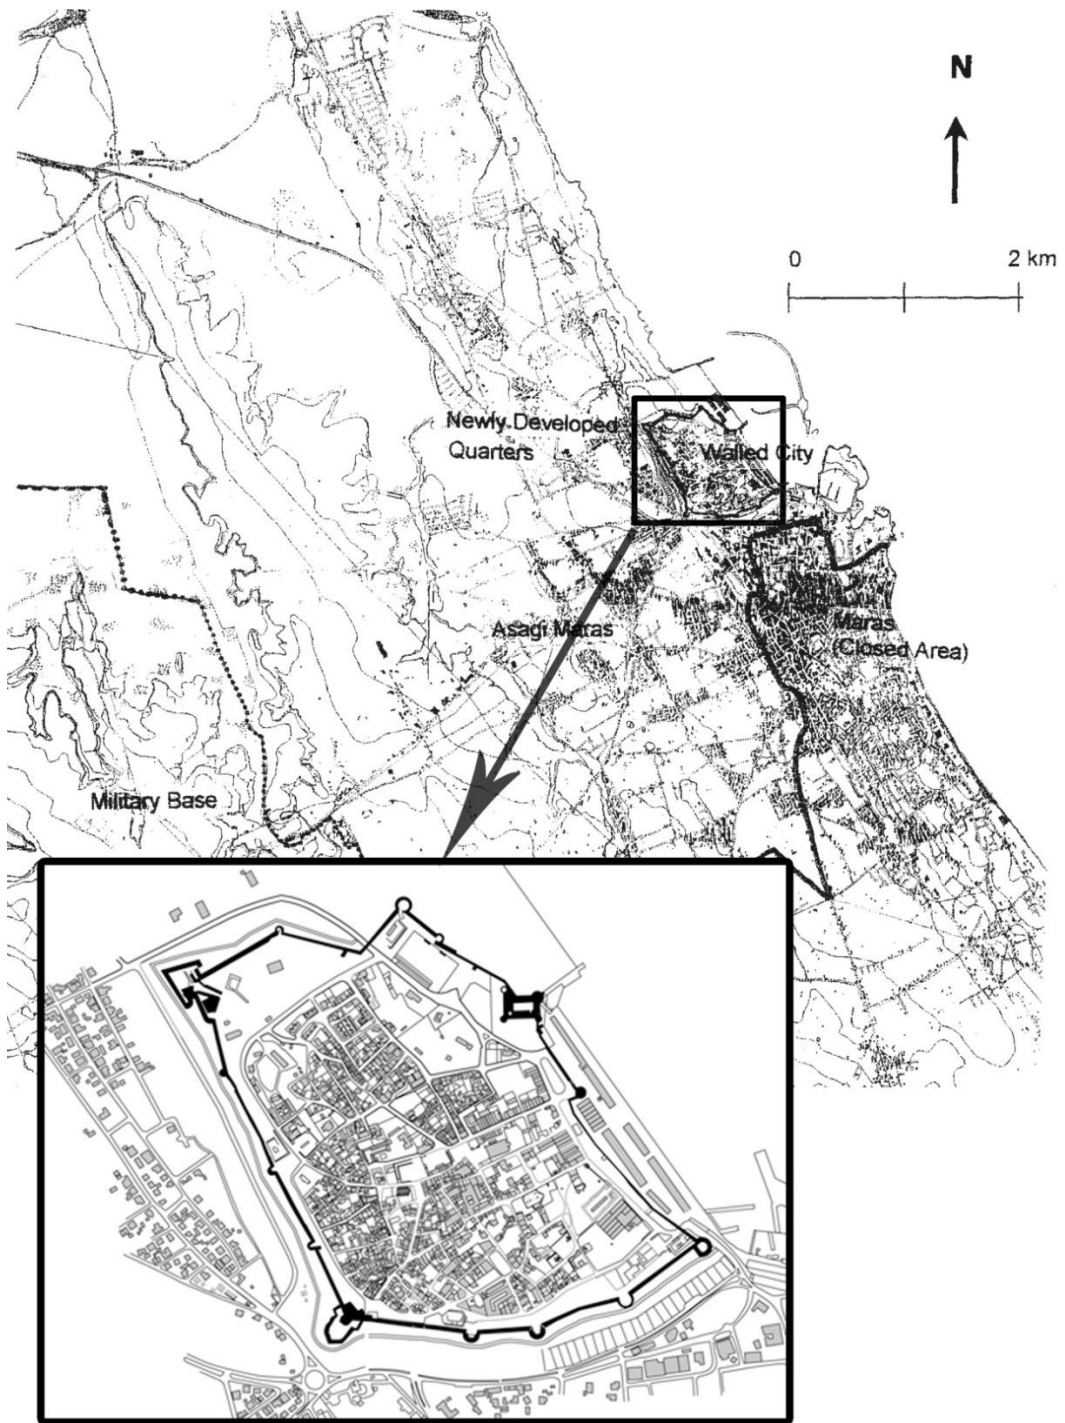 N
0 2 km
Newly Developed
Quarters
Walled City
Asagi Maras
Maras
(Closed Area)
Military Base